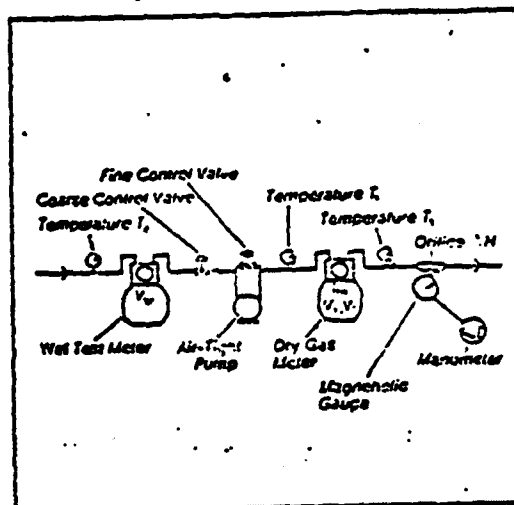 Fine Control Valve
Coarse Control Valve
Temperature
Temperature
Temperature
Orifice
Wet Test Meter
Air-Tight
Pump
Dry Gas
Meter
Magnehelic
Gauge
Manometer